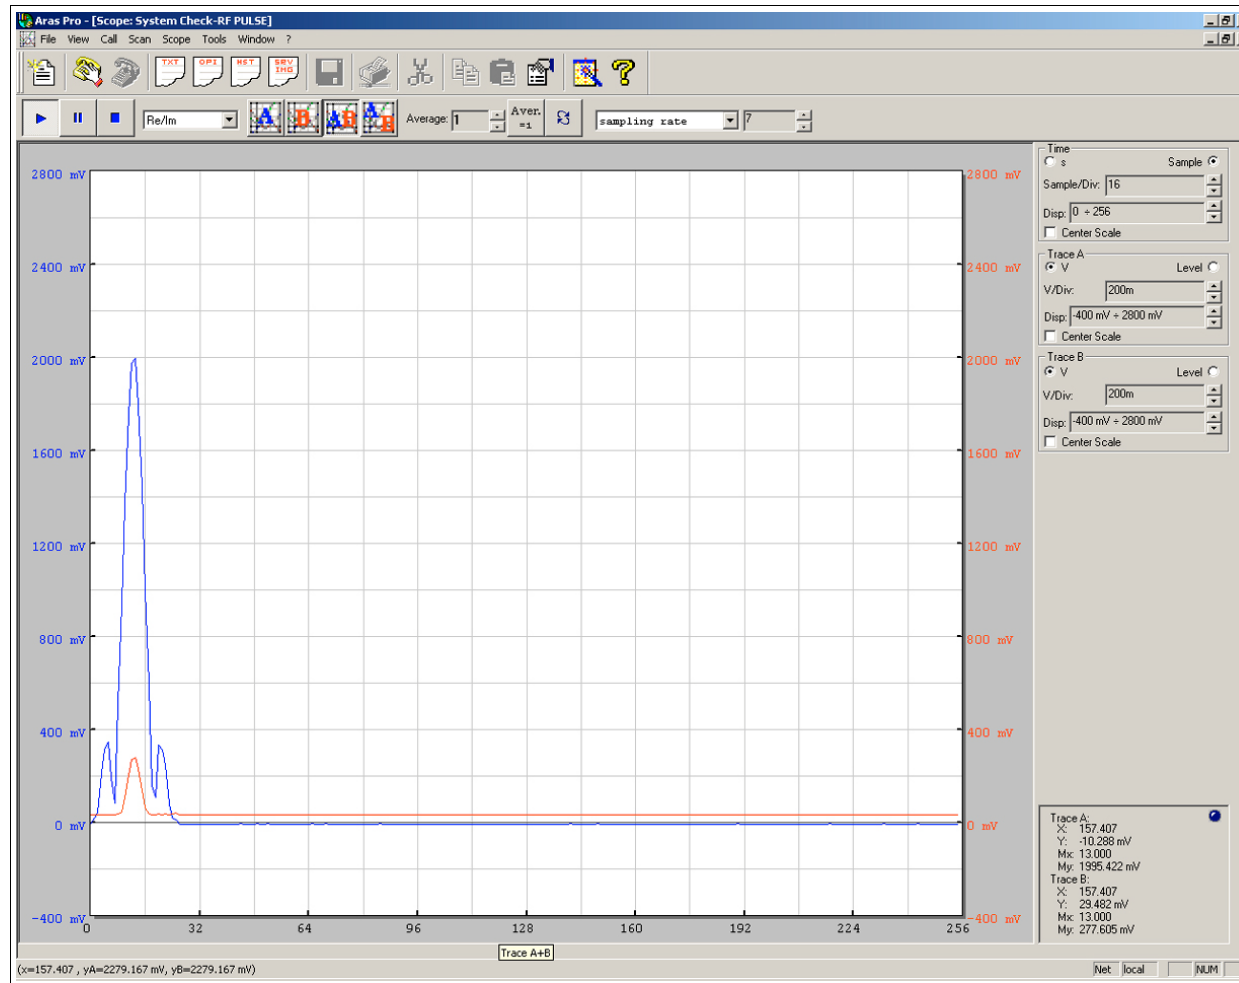 Aras Pro - [Scope: System Check-RF PULSE]
File View Call Scan Scope Tools Window ?
TXT OPI HST SRV IMG
Re/Im A B AB A B Average: 1 Aver. =1 sampling rate 7
Time
s Sample
Sample/Div: 16
Disp: 0 ÷ 256
Center Scale
Trace A
V Level
V/Div: 200m
Disp: -400 mV ÷ 2800 mV
Center Scale
Trace B
V Level
V/Div: 200m
Disp: -400 mV ÷ 2800 mV
Center Scale
2800 mV 2800 mV
2400 mV 2400 mV
2000 mV 2000 mV
1600 mV 1600 mV
1200 mV 1200 mV
800 mV 800 mV
400 mV 400 mV
0 mV 0 mV
-400 mV -400 mV
0 32 64 96 128 160 192 224 256
Trace A+B
Trace A:
X: 157.407
Y: -10.288 mV
Mx: 13.000
My: 1995.422 mV
Trace B:
X: 157.407
Y: 29.482 mV
Mx: 13.000
My: 277.605 mV
(x=157.407 , yA=2279.167 mV, yB=2279.167 mV) Net local NUM